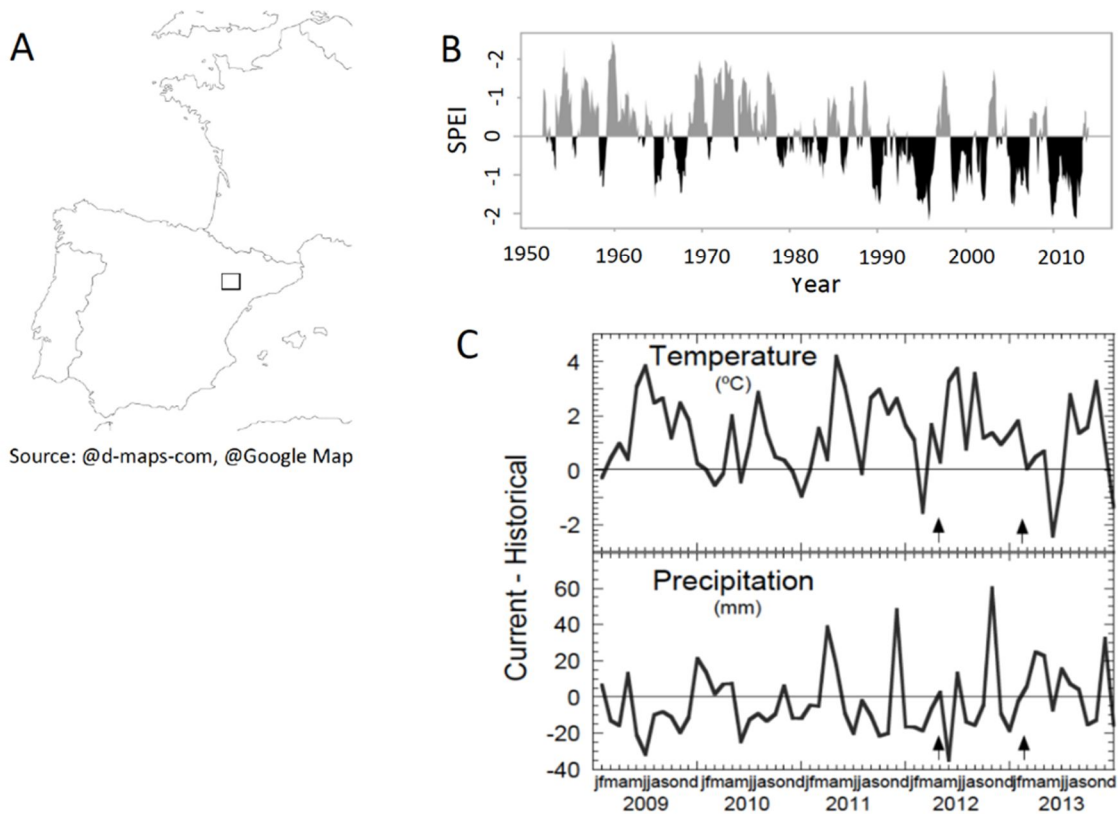 A
Source: @d-maps-com, @Google Map
B
SPEI
-2
-1
0
-1
-2
1950 1960 1970 1980 1990 2000 2010
Year
C
Current - Historical
Temperature
(ºC)
4
2
0
-2
Precipitation
(mm)
60
40
20
0
-20
-40
jfmamjjasond jfmamjjasond jfmamjjasond jfmamjjasond jfmamjjasond
2009 2010 2011 2012 2013